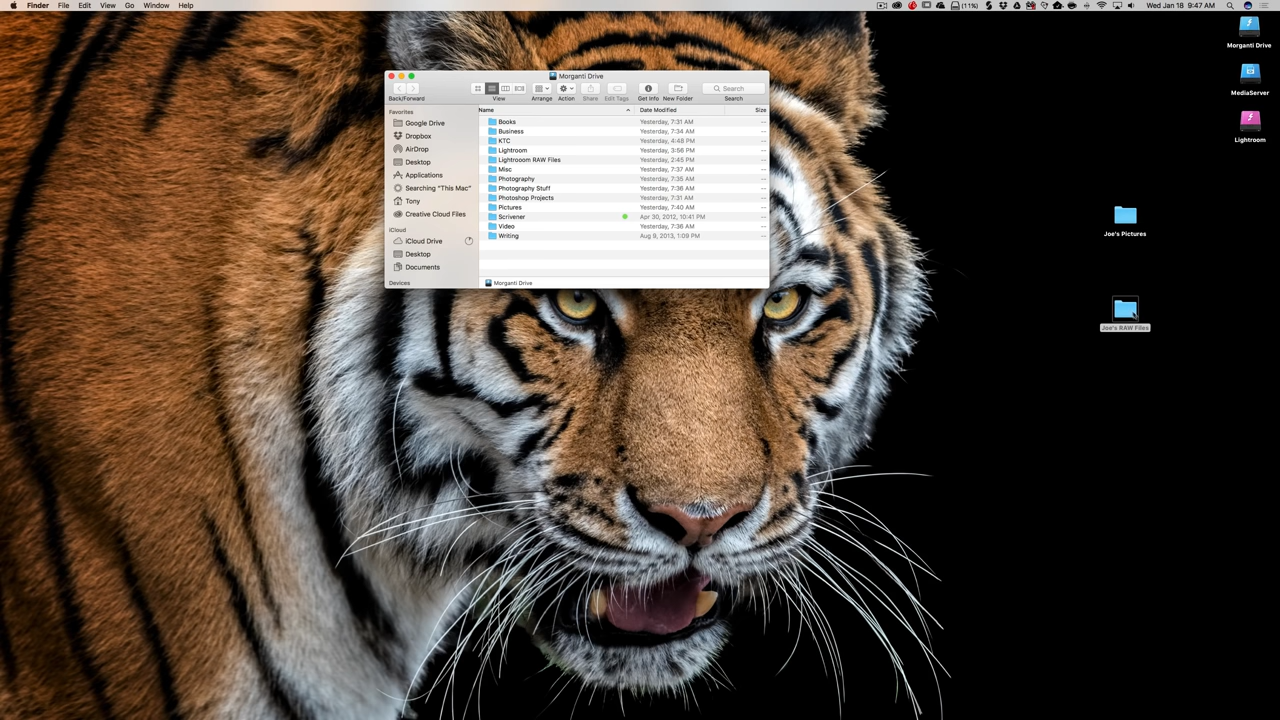 Finder File Edit View Go Window Help
(11%) Wed Jan 18 9:47 AM
Morganti Drive
MediaServer
Lightroom
Joe's Pictures
Joe's RAW Files
Morganti Drive
Search
Back/Forward View Arrange Action Share Edit Tags Get Info New Folder Search
Favorites
Google Drive
Dropbox
AirDrop
Desktop
Applications
Searching "This Mac"
Tony
Creative Cloud Files
iCloud
iCloud Drive
Desktop
Documents
Devices
Name Date Modified Size
Books Yesterday, 7:31 AM --
Business Yesterday, 7:34 AM --
KTC Yesterday, 4:48 PM --
Lightroom Yesterday, 3:56 PM --
Lightrooom RAW Files Yesterday, 2:45 PM --
Misc Yesterday, 7:37 AM --
Photography Yesterday, 7:35 AM --
Photography Stuff Yesterday, 7:36 AM --
Photoshop Projects Yesterday, 7:31 AM --
Pictures Yesterday, 7:40 AM --
Scrivener Apr 30, 2012, 10:41 PM --
Video Yesterday, 7:36 AM --
Writing Aug 9, 2013, 1:09 PM --
Morganti Drive